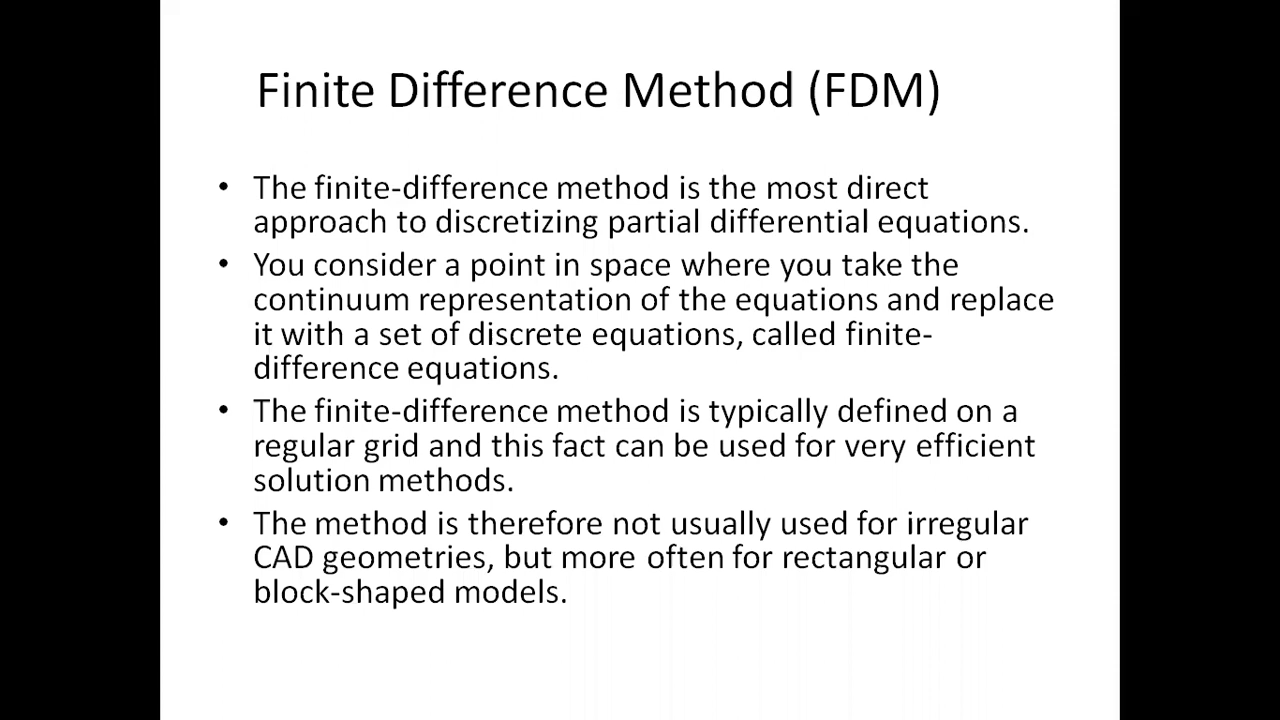 Finite Difference Method (FDM)
• The finite-difference method is the most direct
approach to discretizing partial differential equations.
• You consider a point in space where you take the
continuum representation of the equations and replace
it with a set of discrete equations, called finite-
difference equations.
• The finite-difference method is typically defined on a
regular grid and this fact can be used for very efficient
solution methods.
• The method is therefore not usually used for irregular
CAD geometries, but more often for rectangular or
block-shaped models.